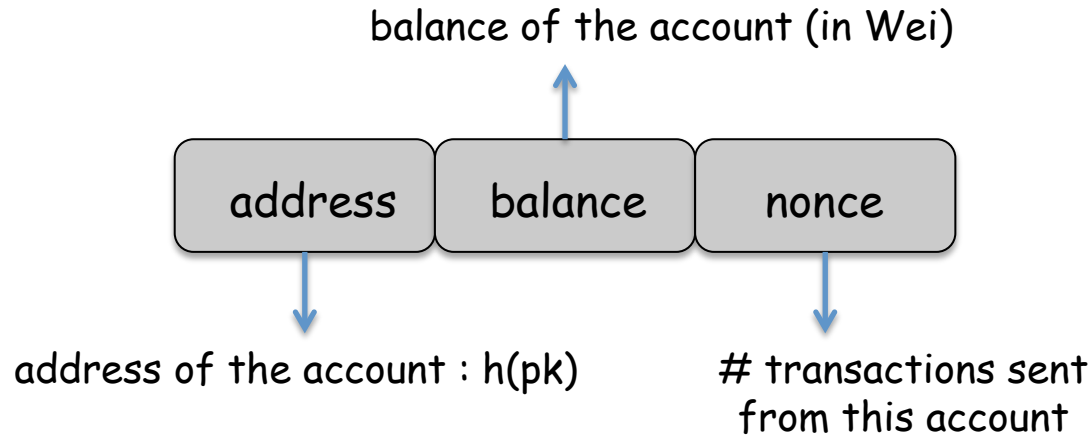 balance of the account (in Wei)
address balance nonce
address of the account : h(pk)
# transactions sent
from this account